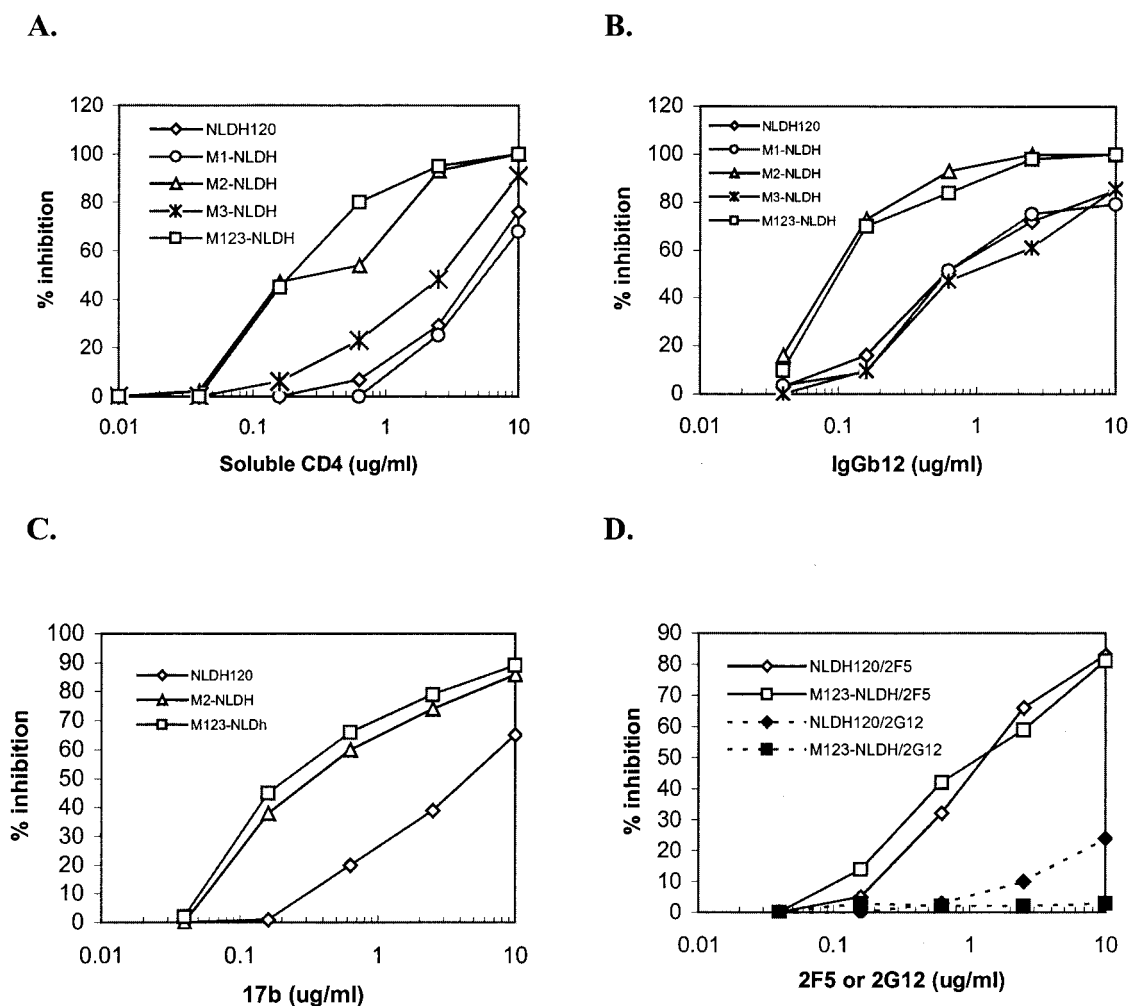 A.
120
100
80
60
40
20
0
% inhibition
NLDH120
M1-NLDH
M2-NLDH
M3-NLDH
M123-NLDH
0.01
0.1
1
10
Soluble CD4 (ug/ml)
B.
120
100
80
60
40
20
0
% inhibition
NLDH120
M1-NLDH
M2-NLDH
M3-NLDH
M123-NLDH
0.01
0.1
1
10
IgGb12 (ug/ml)
C.
100
90
80
70
60
50
40
30
20
10
0
% inhibition
NLDH120
M2-NLDH
M123-NLDh
0.01
0.1
1
10
17b (ug/ml)
D.
90
80
70
60
50
40
30
20
10
0
% inhibition
NLDH120/2F5
M123-NLDH/2F5
NLDH120/2G12
M123-NLDH/2G12
0.01
0.1
1
10
2F5 or 2G12 (ug/ml)